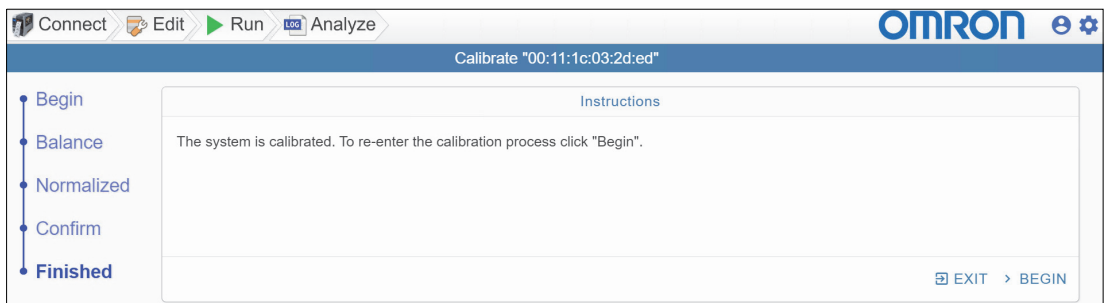 Connect Edit Run LOG Analyze OMRON
Calibrate "00:11:1c:03:2d:ed"
Begin
Balance
Normalized
Confirm
Finished
Instructions
The system is calibrated. To re-enter the calibration process click "Begin".
EXIT > BEGIN